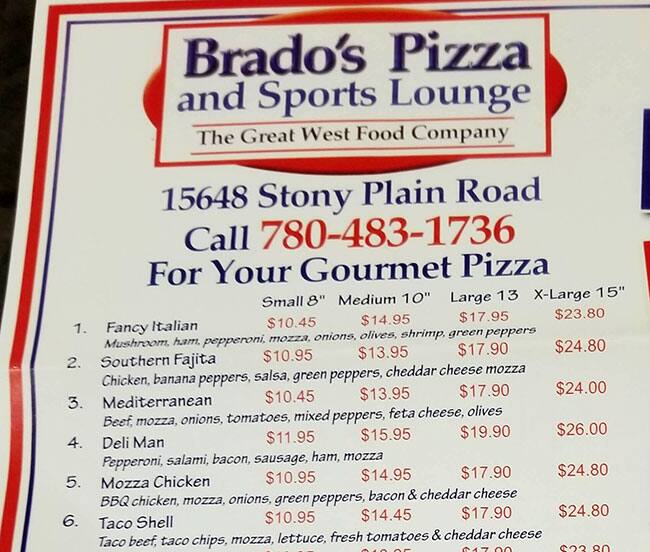 Brado's Pizza
and Sports Lounge
The Great West Food Company
15648 Stony Plain Road
Call 780-483-1736
For Your Gourmet Pizza
Small 8" Medium 10" Large 13 X-Large 15"
1. Fancy Italian $10.45 $14.95 $17.95 $23.80
Mushroom, ham, pepperoni, mozza, onions, olives, shrimp, green peppers
2. Southern Fajita $10.95 $13.95 $17.90 $24.80
Chicken, banana peppers, salsa, green peppers, cheddar cheese mozza
3. Mediterranean $10.45 $13.95 $17.90 $24.00
Beef, mozza, onions, tomatoes, mixed peppers, feta cheese, olives
4. Deli Man $11.95 $15.95 $19.90 $26.00
Pepperoni, salami, bacon, sausage, ham, mozza
5. Mozza Chicken $10.95 $14.95 $17.90 $24.80
BBQ chicken, mozza, onions, green peppers, bacon & cheddar cheese
6. Taco Shell $10.95 $14.45 $17.90 $24.80
Taco beef, taco chips, mozza, lettuce, fresh tomatoes & cheddar cheese
$23.80